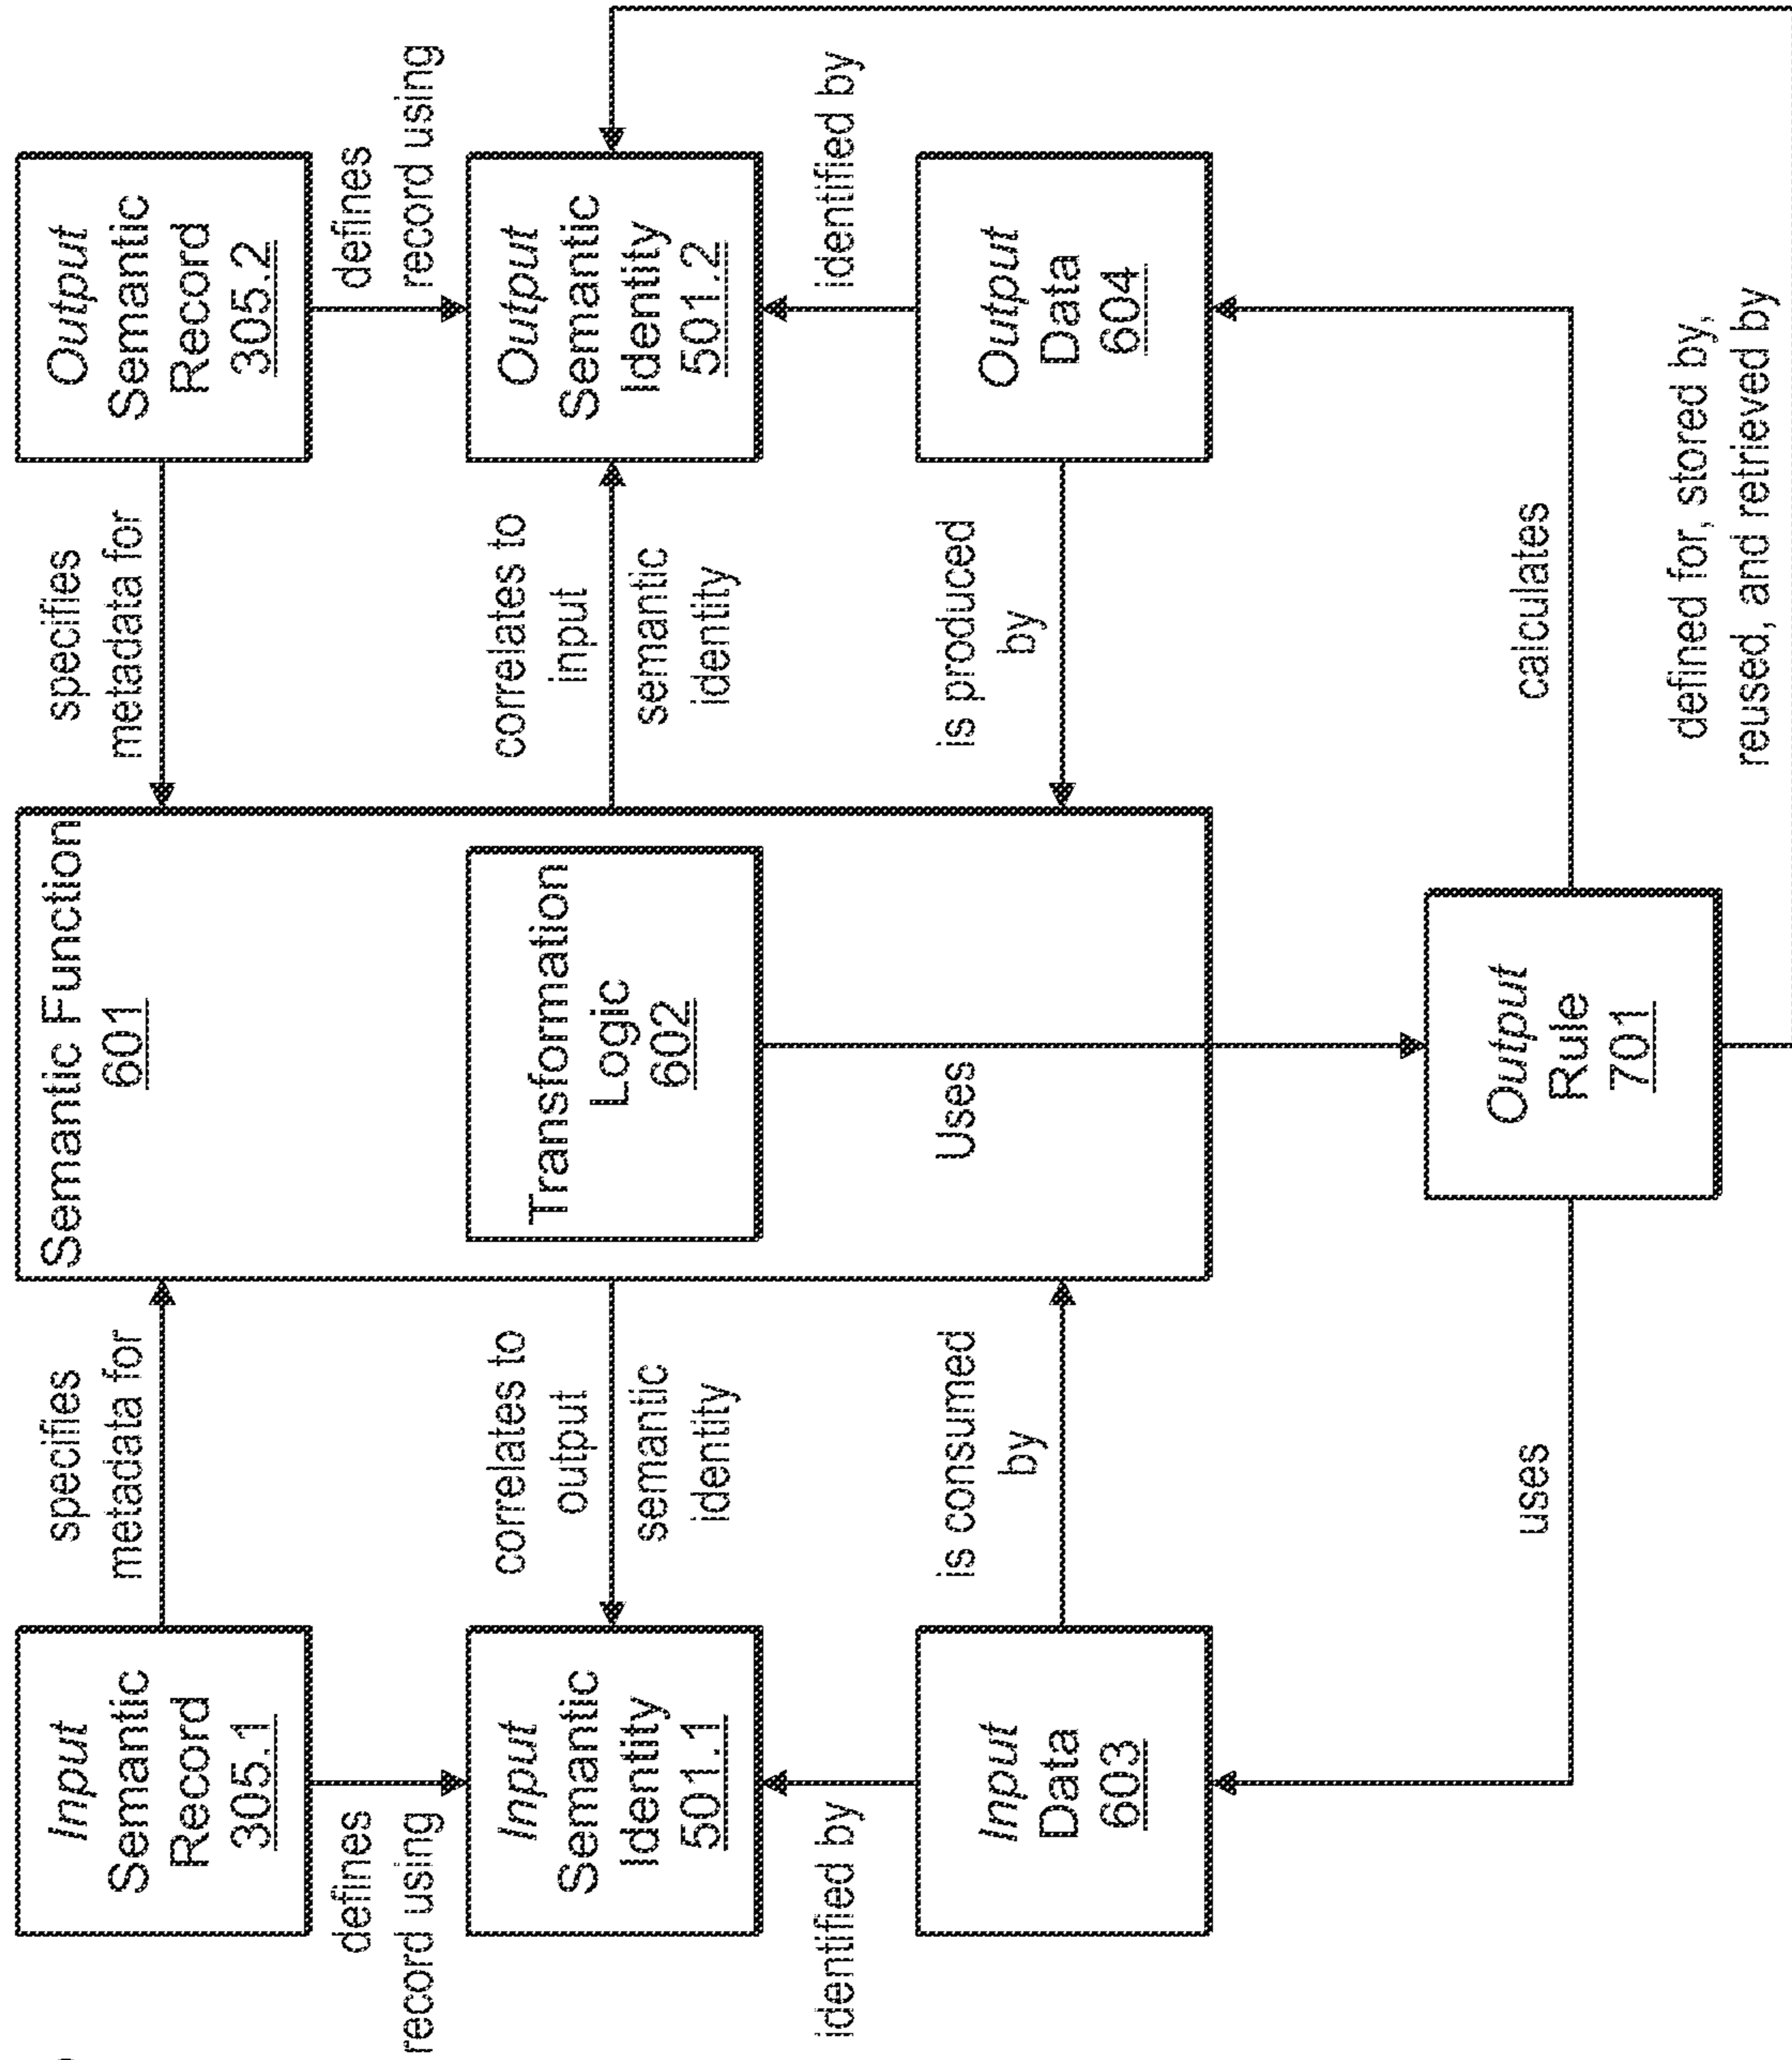 Input
Semantic
Record
305.1
specifies
metadata for
Semantic Function
601
specifies
metadata for
Output
Semantic
Record
305.2
defines
record using
defines
record using
Input
Semantic
Identity
501.1
correlates to
output
semantic
identity
Transformation
Logic
602
correlates to
input
semantic
identity
Output
Semantic
Identity
501.2
identified by
identified by
Input
Data
603
is consumed
by
Uses
is produced
by
Output
Data
604
uses
Output
Rule
701
calculates
defined for, stored by,
reused, and retrieved by